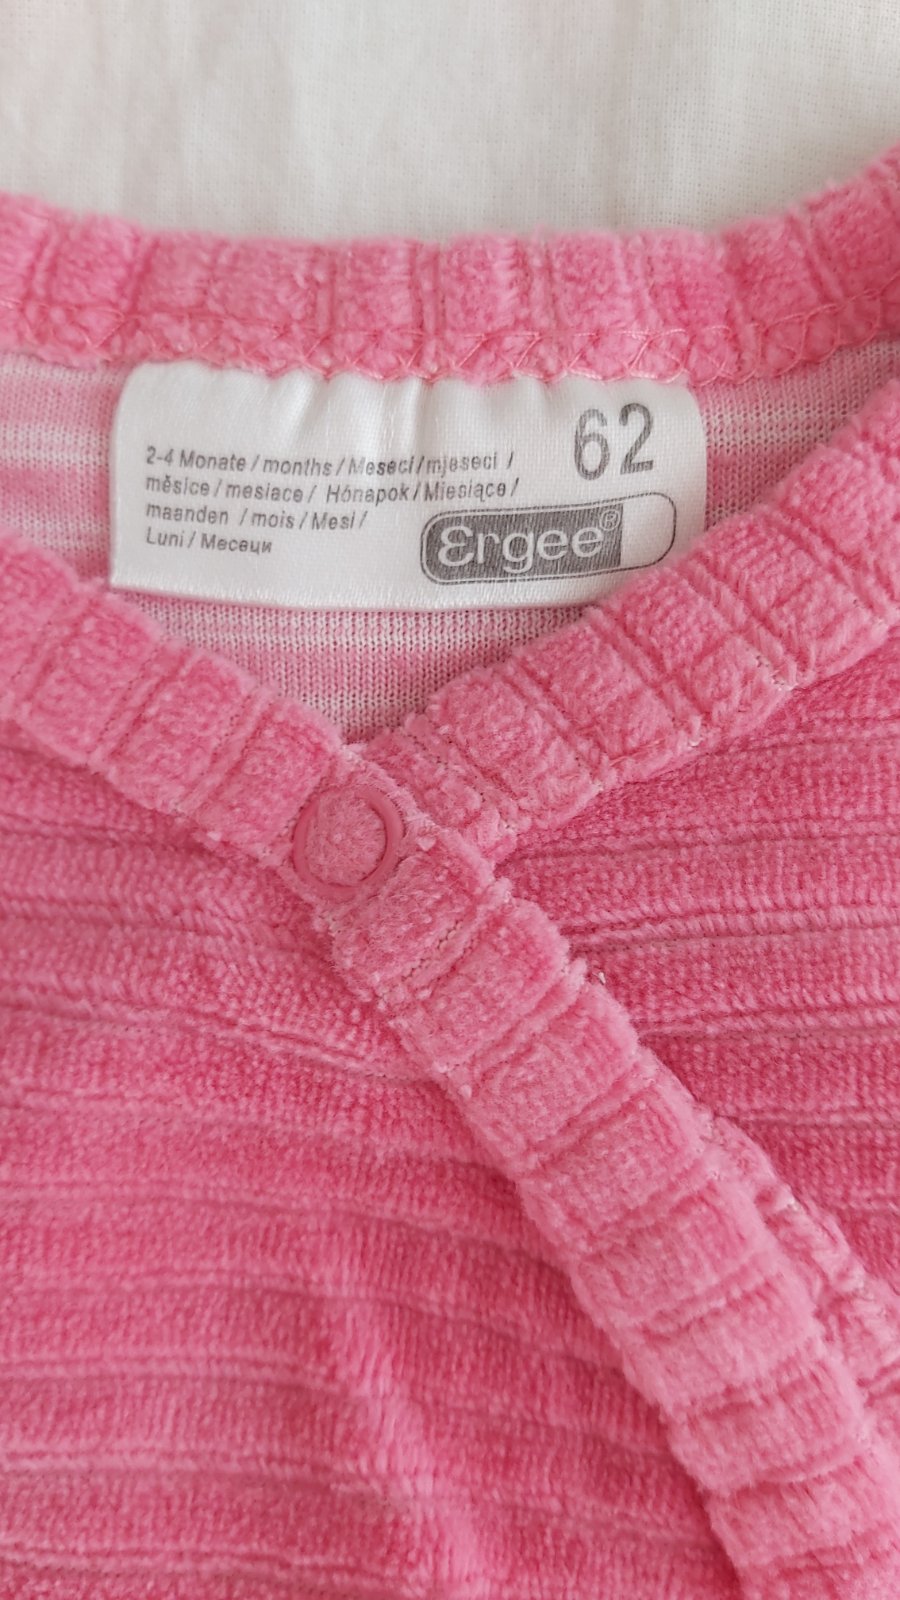 62
2-4 Monate / months / Meseci / mjeseci /
měsíce / mesiace / Hónapok / Miesiące /
maanden / mois / Mesi /
Luni / Месеци
Ergee®